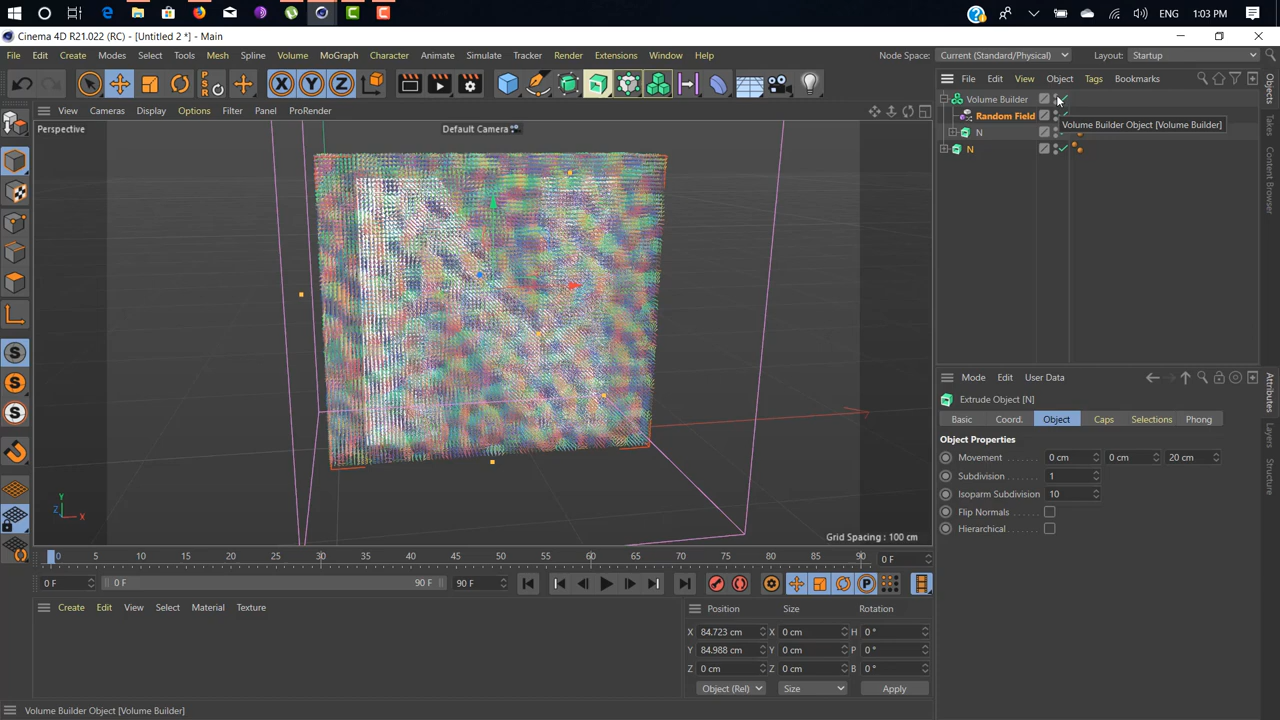 ENG
1:03 PM
Cinema 4D R21.022 (RC) - [Untitled 2 *] - Main
File Edit Create Modes Select Tools Mesh Spline Volume MoGraph Character Animate Simulate Tracker Render Extensions Window Help
Node Space: Current (Standard/Physical) Layout: Startup
PSR
X Y Z
File Edit View Object Tags Bookmarks
View Cameras Display Options Filter Panel ProRender
Perspective
Default Camera
Volume Builder
Random Field
Volume Builder Object [Volume Builder]
N
N
Objects
Takes
Content Browser
Attributes
Layers
Structure
Mode Edit User Data
Extrude Object [N]
Basic Coord. Object Caps Selections Phong
Object Properties
Movement 0 cm 0 cm 20 cm
Subdivision 1
Isoparm Subdivision 10
Flip Normals
Hierarchical
S
S
S
Y
Z
X
Grid Spacing : 100 cm
0 5 10 15 20 25 30 35 40 45 50 55 60 65 70 75 80 85 90
0 F
0 F 0 F 90 F 90 F
P
Create Edit View Select Material Texture
Position Size Rotation
X 84.723 cm X 0 cm H 0 °
Y 84.988 cm Y 0 cm P 0 °
Z 0 cm Z 0 cm B 0 °
Object (Rel) Size Apply
Volume Builder Object [Volume Builder]